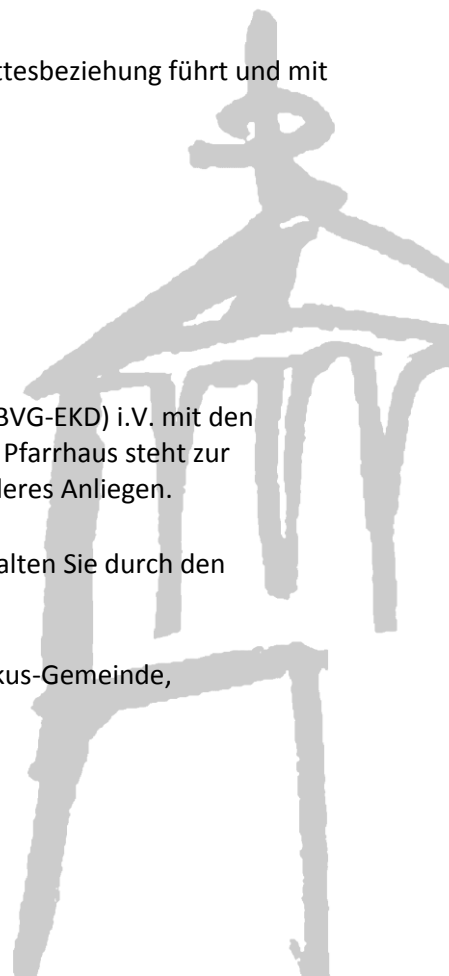 ttesbeziehung führt und mit
BVG-EKD) i.V. mit den
Pfarrhaus steht zur
deres Anliegen.
alten Sie durch den
kus-Gemeinde,